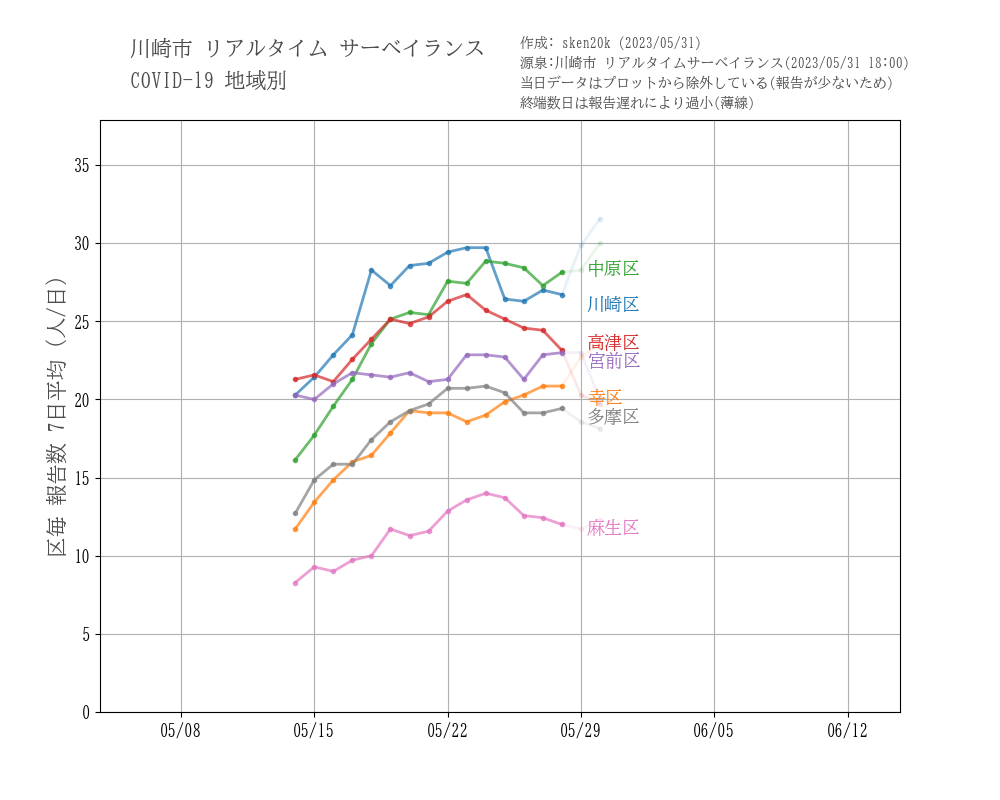 川崎市 リアルタイム サーベイランス
COVID-19 地域別
作成: sken20k (2023/05/31)
源泉:川崎市 リアルタイムサーベイランス(2023/05/31 18:00)
当日データはプロットから除外している(報告が少ないため)
終端数日は報告遅れにより過小(薄線)
区毎 報告数 7日平均 (人/日)
35
30
25
20
15
10
5
0
中原区
川崎区
高津区
宮前区
幸区
多摩区
麻生区
05/08
05/15
05/22
05/29
06/05
06/12